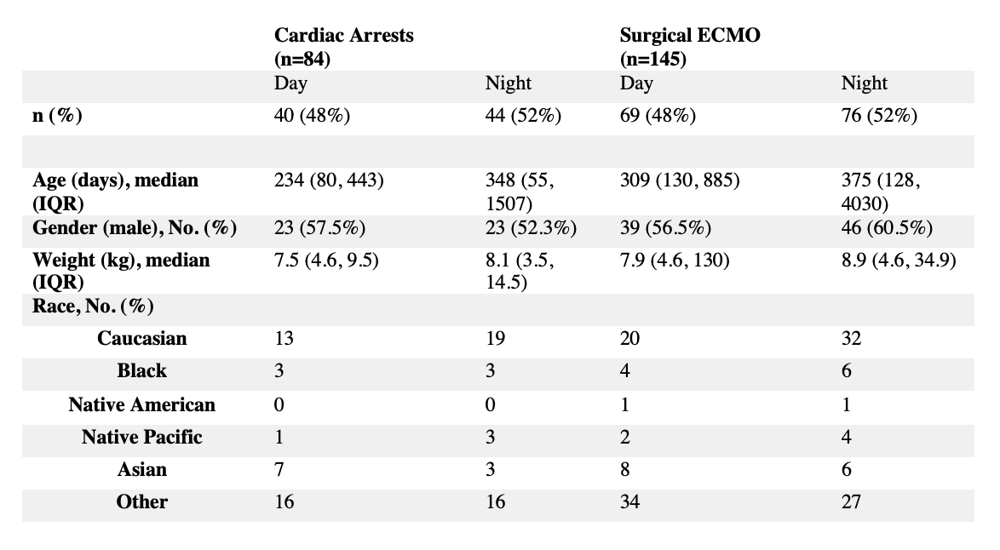 Cardiac Arrests Surgical ECMO
(n=84) (n=145)
Day Night Day Night
n (%) 40 (48%) 44 (52%) 69 (48%) 76 (52%)
Age (days), median 234 (80, 443) 348 (55, 309 (130, 885) 375 (128,
(IQR) 1507) 4030)
Gender (male), No. (%) 23 (57.5%) 23 (52.3%) 39 (56.5%) 46 (60.5%)
Weight (kg), median 7.5 (4.6, 9.5) 8.1 (3.5, 7.9 (4.6, 130) 8.9 (4.6, 34.9)
(IQR) 14.5)
Race, No. (%)
Caucasian 13 19 20 32
Black 3 3 4 6
Native American 0 0 1 1
Native Pacific 1 3 2 4
Asian 7 3 8 6
Other 16 16 34 27